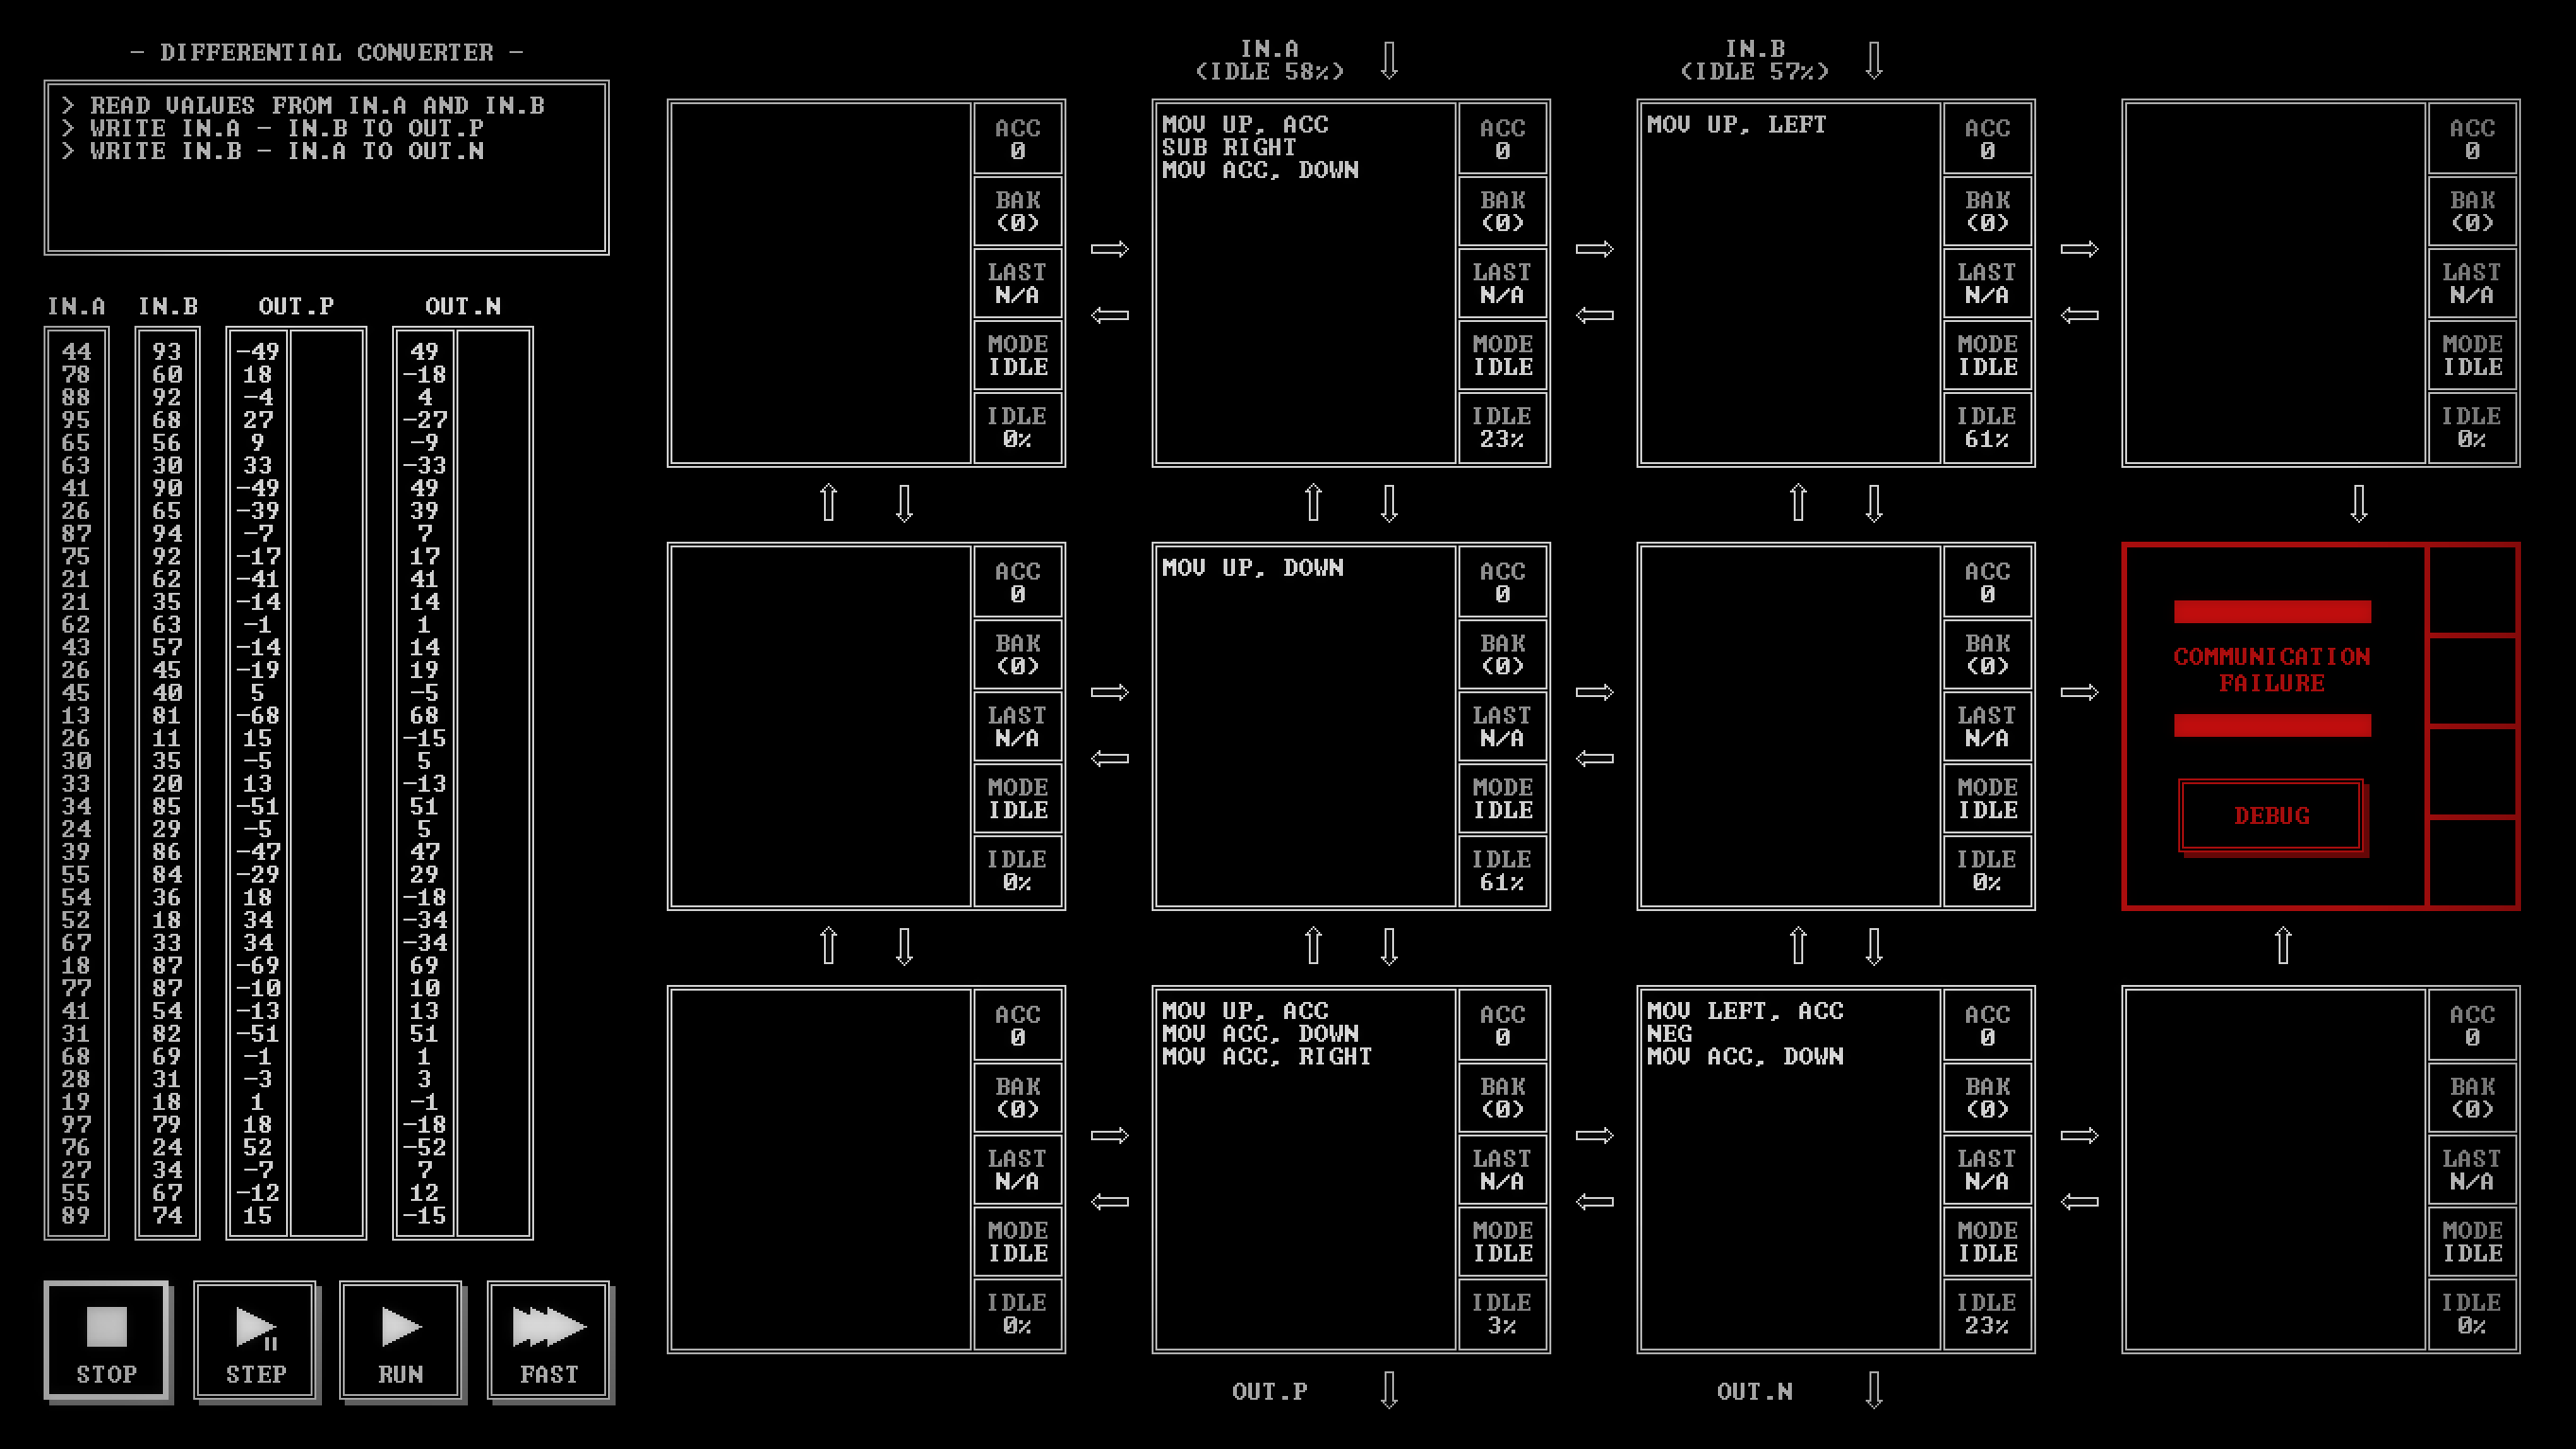 - DIFFERENTIAL CONVERTER -
> READ VALUES FROM IN.A AND IN.B
> WRITE IN.A - IN.B TO OUT.P
> WRITE IN.B - IN.A TO OUT.N
IN.A IN.B OUT.P OUT.N
44 93 -49 49
78 60 18 -18
88 92 -4 4
95 68 27 -27
65 56 9 -9
63 30 33 -33
41 90 -49 49
26 65 -39 39
87 94 -7 7
75 92 -17 17
21 62 -41 41
21 35 -14 14
62 63 -1 1
43 57 -14 14
26 45 -19 19
45 40 5 -5
13 81 -68 68
26 11 15 -15
30 35 -5 5
33 20 13 -13
34 85 -51 51
24 29 -5 5
39 86 -47 47
55 84 -29 29
54 36 18 -18
52 18 34 -34
67 33 34 -34
18 87 -69 69
77 87 -10 10
41 54 -13 13
31 82 -51 51
68 69 -1 1
28 31 -3 3
19 18 1 -1
97 79 18 -18
76 24 52 -52
27 34 -7 7
55 67 -12 12
89 74 15 -15
STOP STEP RUN FAST
IN.A
(IDLE 58%)
IN.B
(IDLE 57%)
ACC
0
BAK
(0)
LAST
N/A
MODE
IDLE
IDLE
0%
MOV UP, ACC
SUB RIGHT
MOV ACC, DOWN
ACC
0
BAK
(0)
LAST
N/A
MODE
IDLE
IDLE
23%
MOV UP, LEFT
ACC
0
BAK
(0)
LAST
N/A
MODE
IDLE
IDLE
61%
ACC
0
BAK
(0)
LAST
N/A
MODE
IDLE
IDLE
0%
ACC
0
BAK
(0)
LAST
N/A
MODE
IDLE
IDLE
0%
MOV UP, DOWN
ACC
0
BAK
(0)
LAST
N/A
MODE
IDLE
IDLE
61%
ACC
0
BAK
(0)
LAST
N/A
MODE
IDLE
IDLE
0%
COMMUNICATION
FAILURE
DEBUG
ACC
0
BAK
(0)
LAST
N/A
MODE
IDLE
IDLE
0%
MOV UP, ACC
MOV ACC, DOWN
MOV ACC, RIGHT
ACC
0
BAK
(0)
LAST
N/A
MODE
IDLE
IDLE
3%
MOV LEFT, ACC
NEG
MOV ACC, DOWN
ACC
0
BAK
(0)
LAST
N/A
MODE
IDLE
IDLE
23%
ACC
0
BAK
(0)
LAST
N/A
MODE
IDLE
IDLE
0%
OUT.P
OUT.N